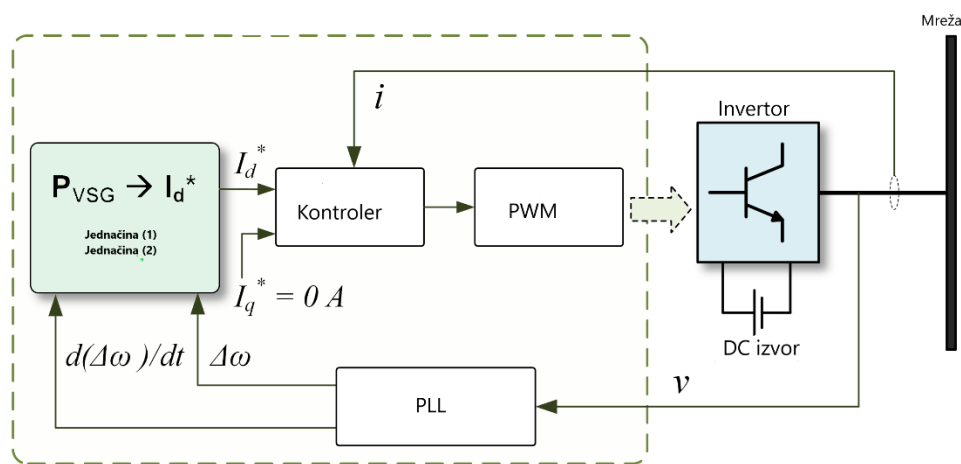 Mreža
i
Invertor
I_d^*
P_VSG → I_d^*
Jednačina (1)
Jednačina (2)
Kontroler
PWM
I_q^* = 0 A
DC izvor
d(Δω)/dt
Δω
PLL
v